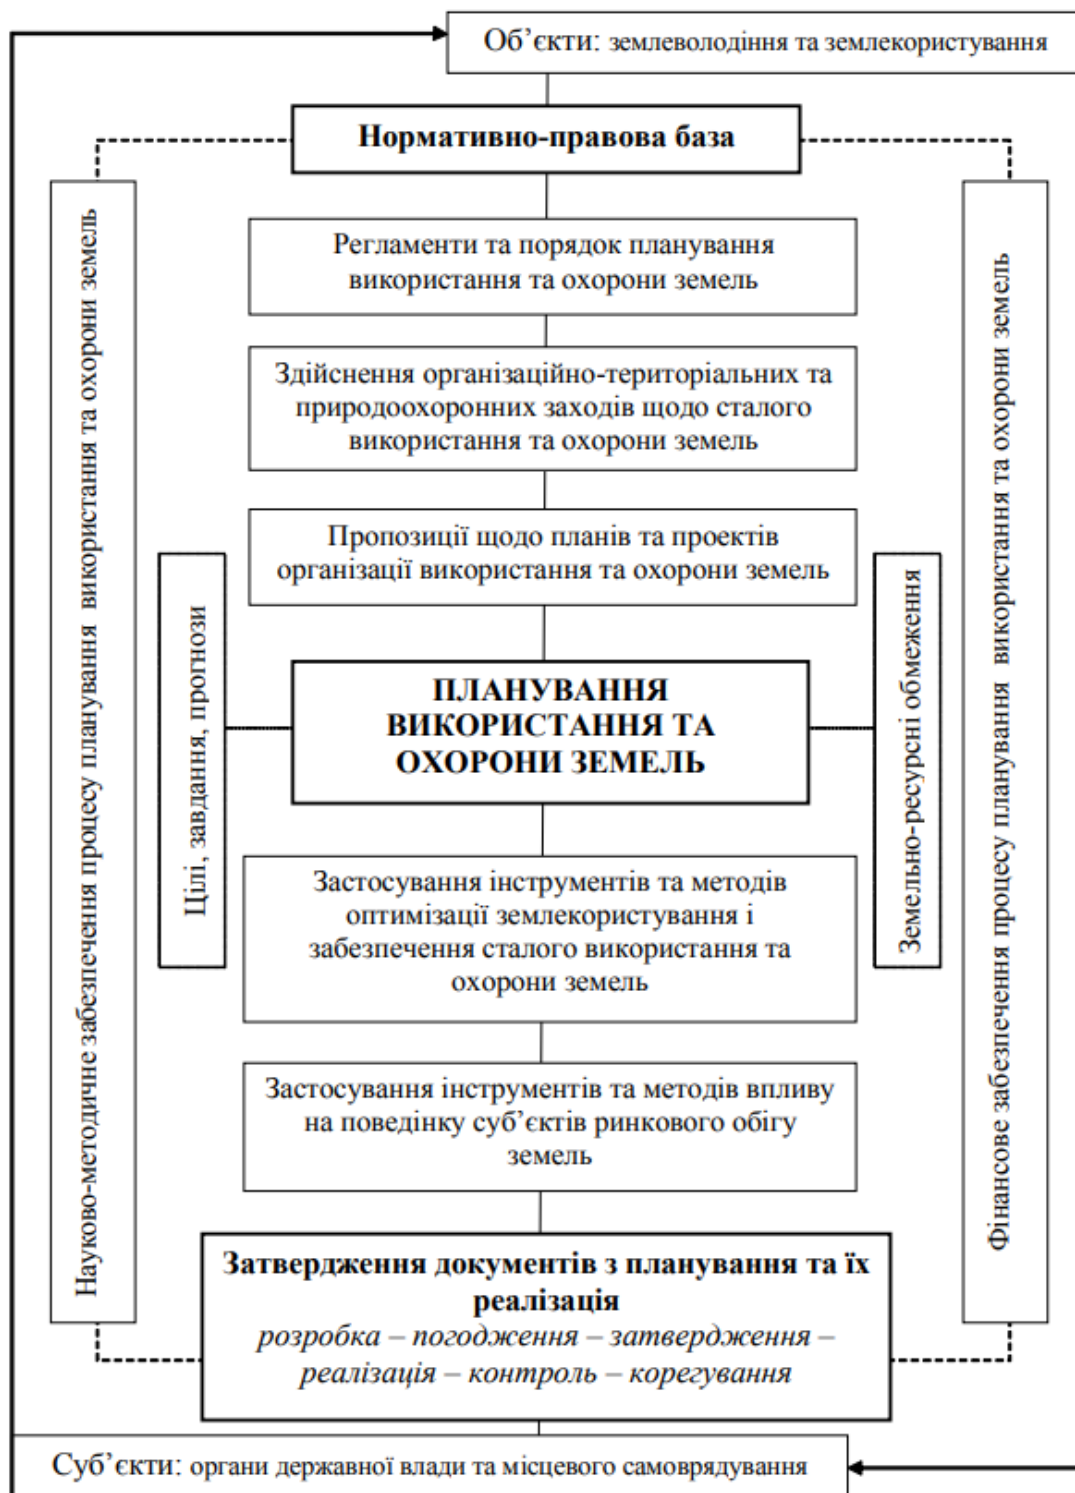 Об’єкти: землеволодіння та землекористування
Нормативно-правова база
Регламенти та порядок планування
використання та охорони земель
Здійснення організаційно-територіальних та
природоохоронних заходів щодо сталого
використання та охорони земель
Пропозиції щодо планів та проектів
організації використання та охорони земель
Науково-методичне забезпечення процесу планування використання та охорони земель
Цілі, завдання, прогнози
ПЛАНУВАННЯ
ВИКОРИСТАННЯ ТА
ОХОРОНИ ЗЕМЕЛЬ
Земельно-ресурсні обмеження
Фінансове забезпечення процесу планування використання та охорони земель
Застосування інструментів та методів
оптимізації землекористування і
забезпечення сталого використання та
охорони земель
Застосування інструментів та методів впливу
на поведінку суб’єктів ринкового обігу
земель
Затвердження документів з планування та їх
реалізація
розробка – погодження – затвердження –
реалізація – контроль – корегування
Суб’єкти: органи державної влади та місцевого самоврядування